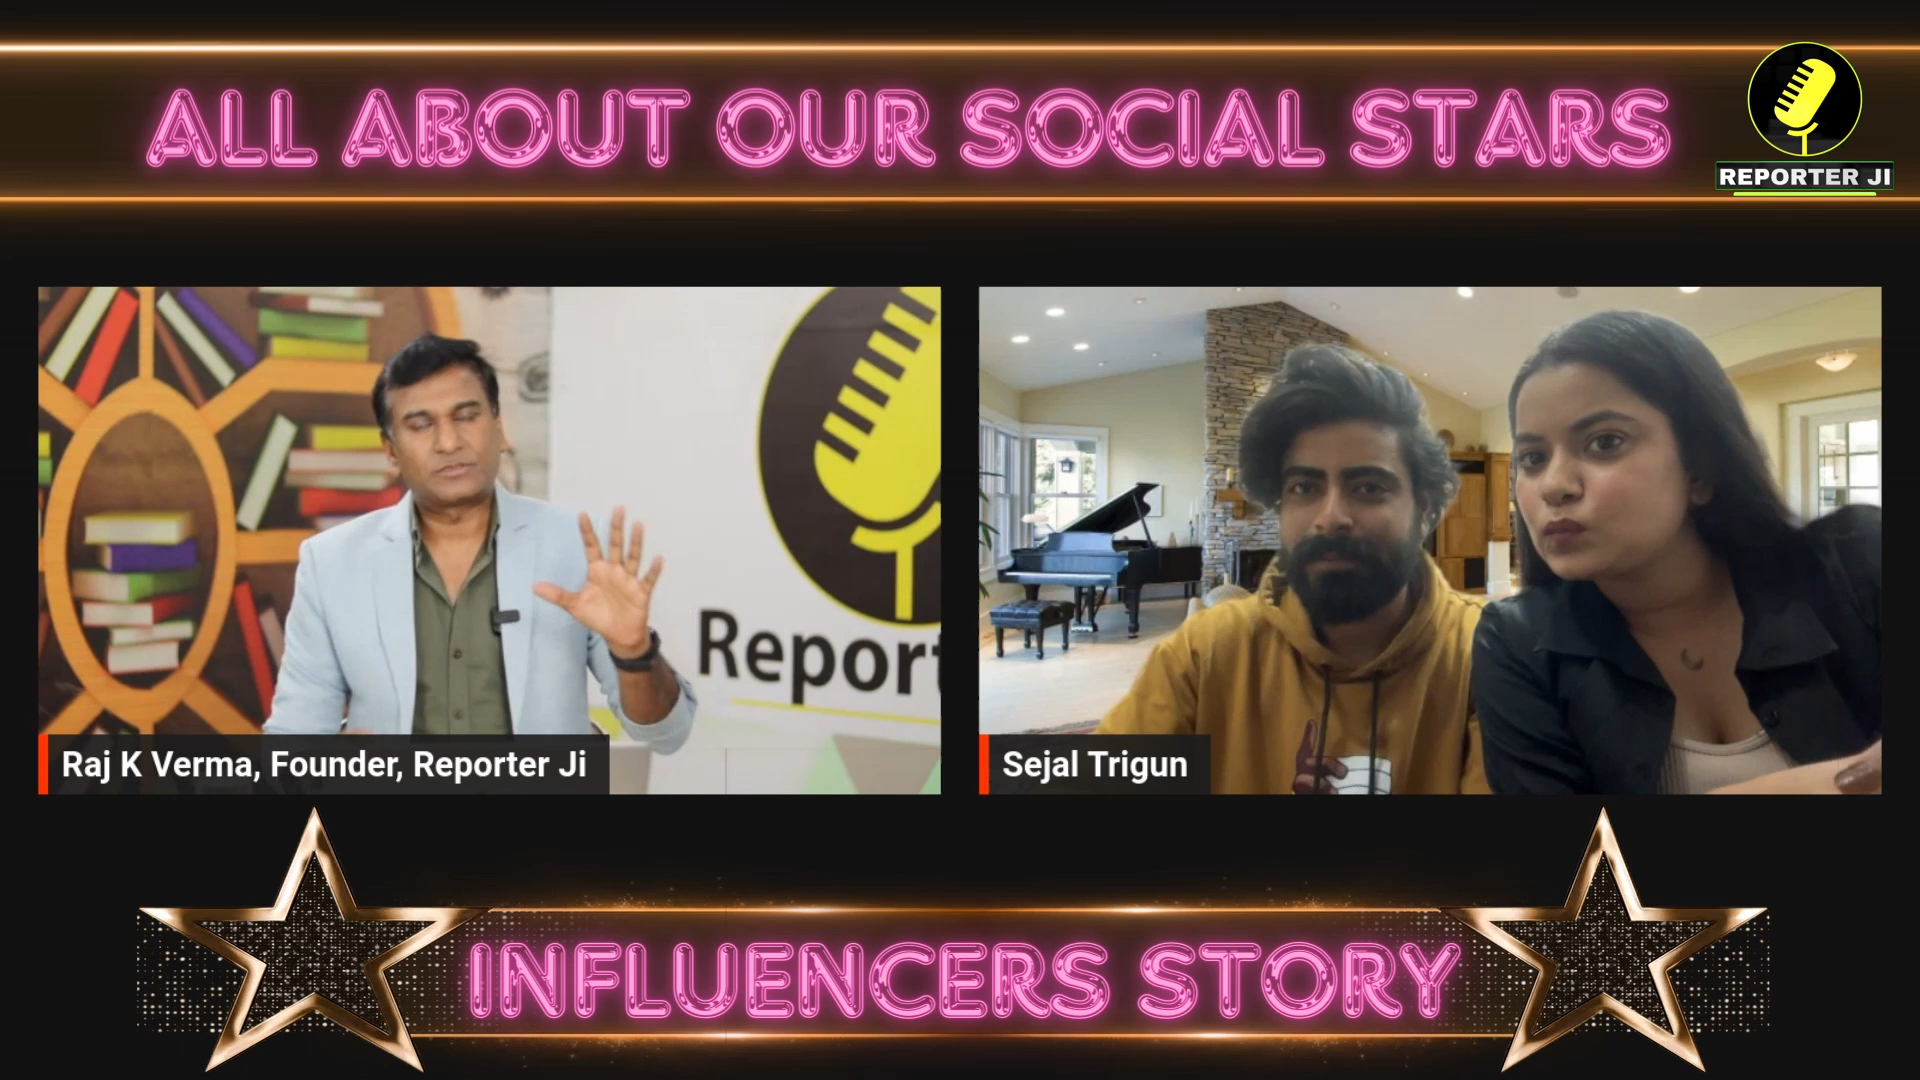 ALL ABOUT OUR SOCIAL STARS
REPORTER JI
Report
Raj K Verma, Founder, Reporter Ji
Sejal Trigun
INFLUENCERS STORY